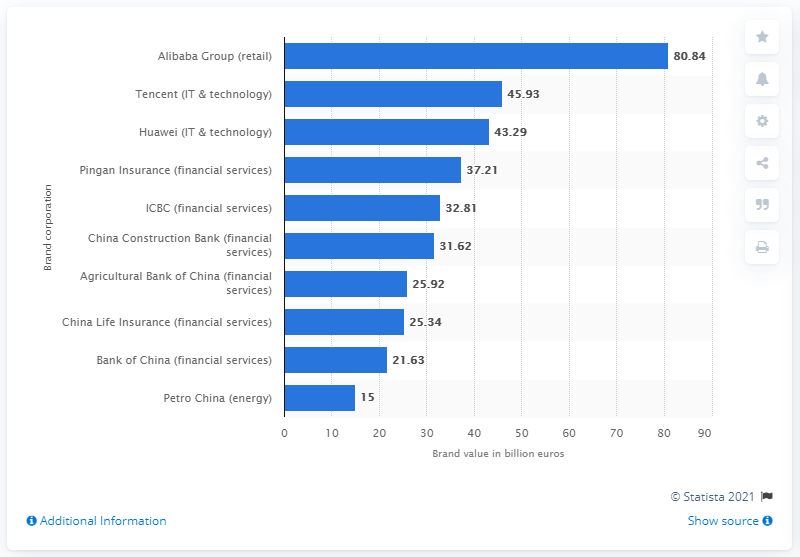 Alibaba Group (retail) 80.84
Tencent (IT & technology) 45.93
Huawei (IT & technology) 43.29
Pingan Insurance (financial services) 37.21
ICBC (financial services) 32.81
China Construction Bank (financial
services) 31.62
Agricultural Bank of China (financial
services) 25.92
China Life Insurance (financial services) 25.34
Bank of China (financial services) 21.63
Petro China (energy) 15
Brand corporation
0 10 20 30 40 50 60 70 80 90
Brand value in billion euros
© Statista 2021
Additional Information
Show source